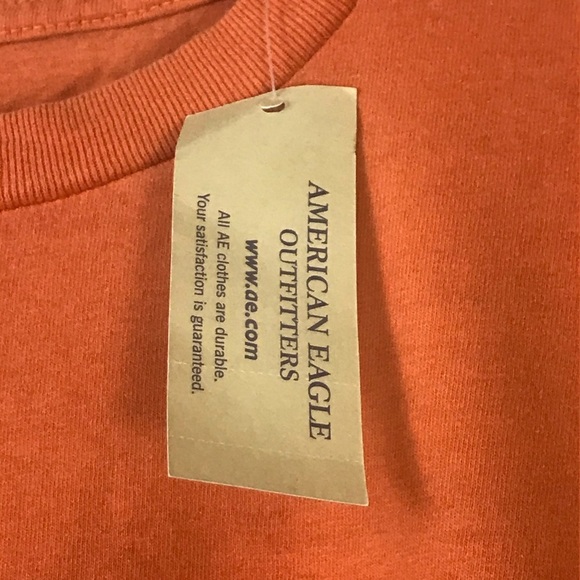 AMERICAN EAGLE
OUTFITTERS
www.ae.com
All AE clothes are durable.
Your satisfaction is guaranteed.